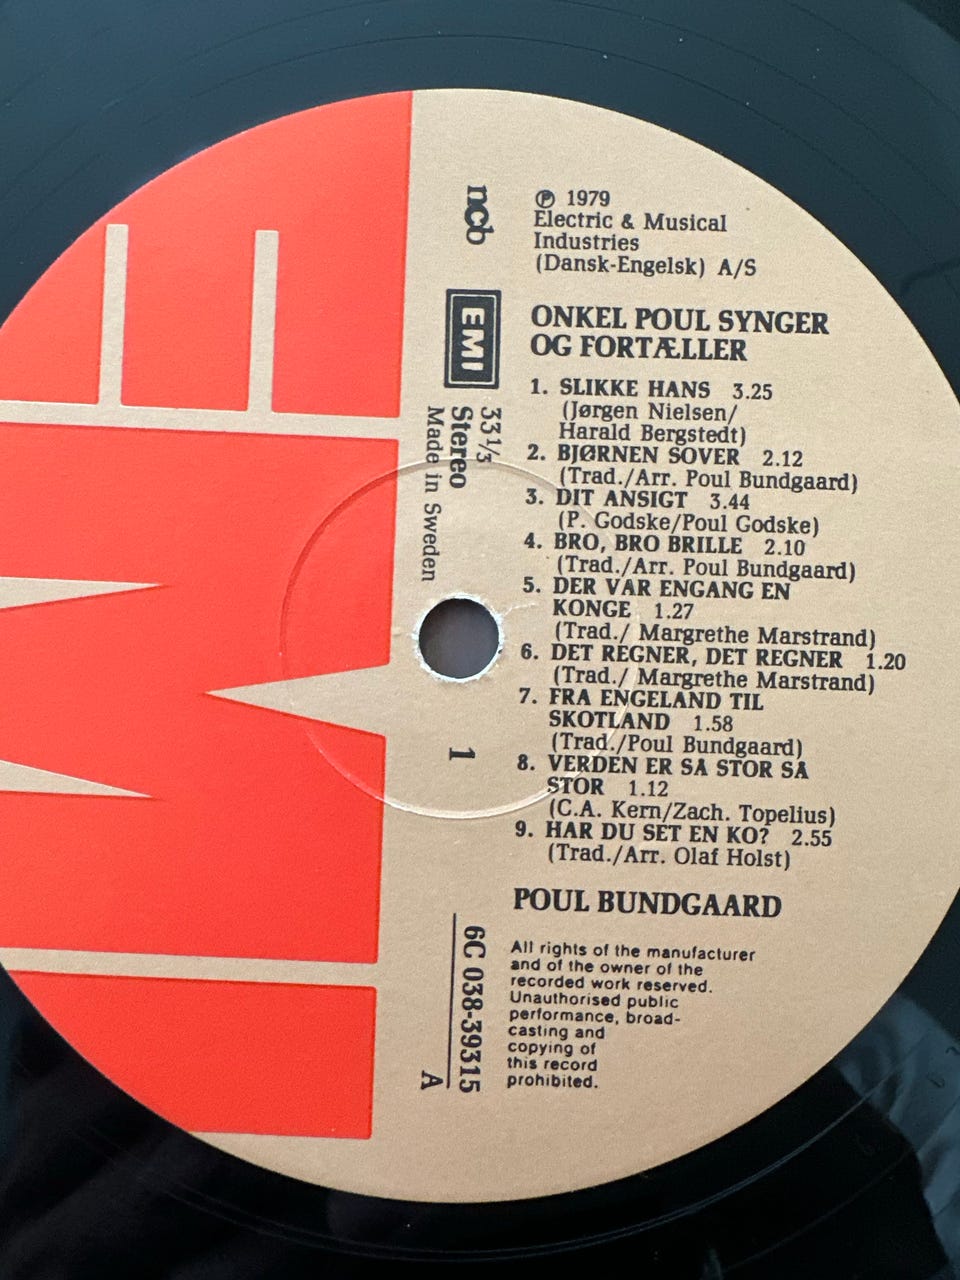 ncb
EMI
33 1/3
Stereo
Made in Sweden
1
6C 038-39315
A
℗ 1979
Electric & Musical
Industries
(Dansk-Engelsk) A/S
ONKEL POUL SYNGER
OG FORTÆLLER
1. SLIKKE HANS 3.25
(Jørgen Nielsen/
Harald Bergstedt)
2. BJØRNEN SOVER 2.12
(Trad./Arr. Poul Bundgaard)
3. DIT ANSIGT 3.44
(P. Godske/Poul Godske)
4. BRO, BRO BRILLE 2.10
(Trad./Arr. Poul Bundgaard)
5. DER VAR ENGANG EN
KONGE 1.27
(Trad./ Margrethe Marstrand)
6. DET REGNER, DET REGNER 1.20
(Trad./ Margrethe Marstrand)
7. FRA ENGELAND TIL
SKOTLAND 1.58
(Trad./Poul Bundgaard)
8. VERDEN ER SA STOR SA
STOR 1.12
(C.A. Kern/Zach. Topelius)
9. HAR DU SET EN KO? 2.55
(Trad./Arr. Olaf Holst)
POUL BUNDGAARD
All rights of the manufacturer
and of the owner of the
recorded work reserved.
Unauthorised public
performance, broad-
casting and
copying of
this record
prohibited.